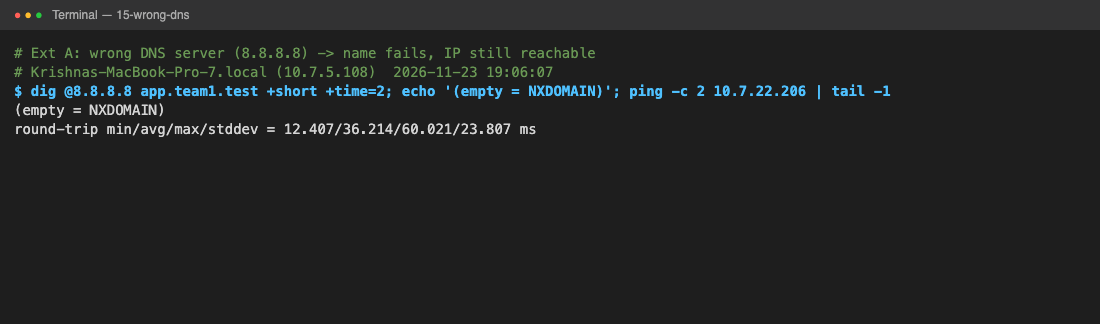 Terminal — 15-wrong-dns
# Ext A: wrong DNS server (8.8.8.8) -> name fails, IP still reachable
# Krishnas-MacBook-Pro-7.local (10.7.5.108)  2026-11-23 19:06:07
$ dig @8.8.8.8 app.team1.test +short +time=2; echo '(empty = NXDOMAIN)'; ping -c 2 10.7.22.206 | tail -1
(empty = NXDOMAIN)
round-trip min/avg/max/stddev = 12.407/36.214/60.021/23.807 ms